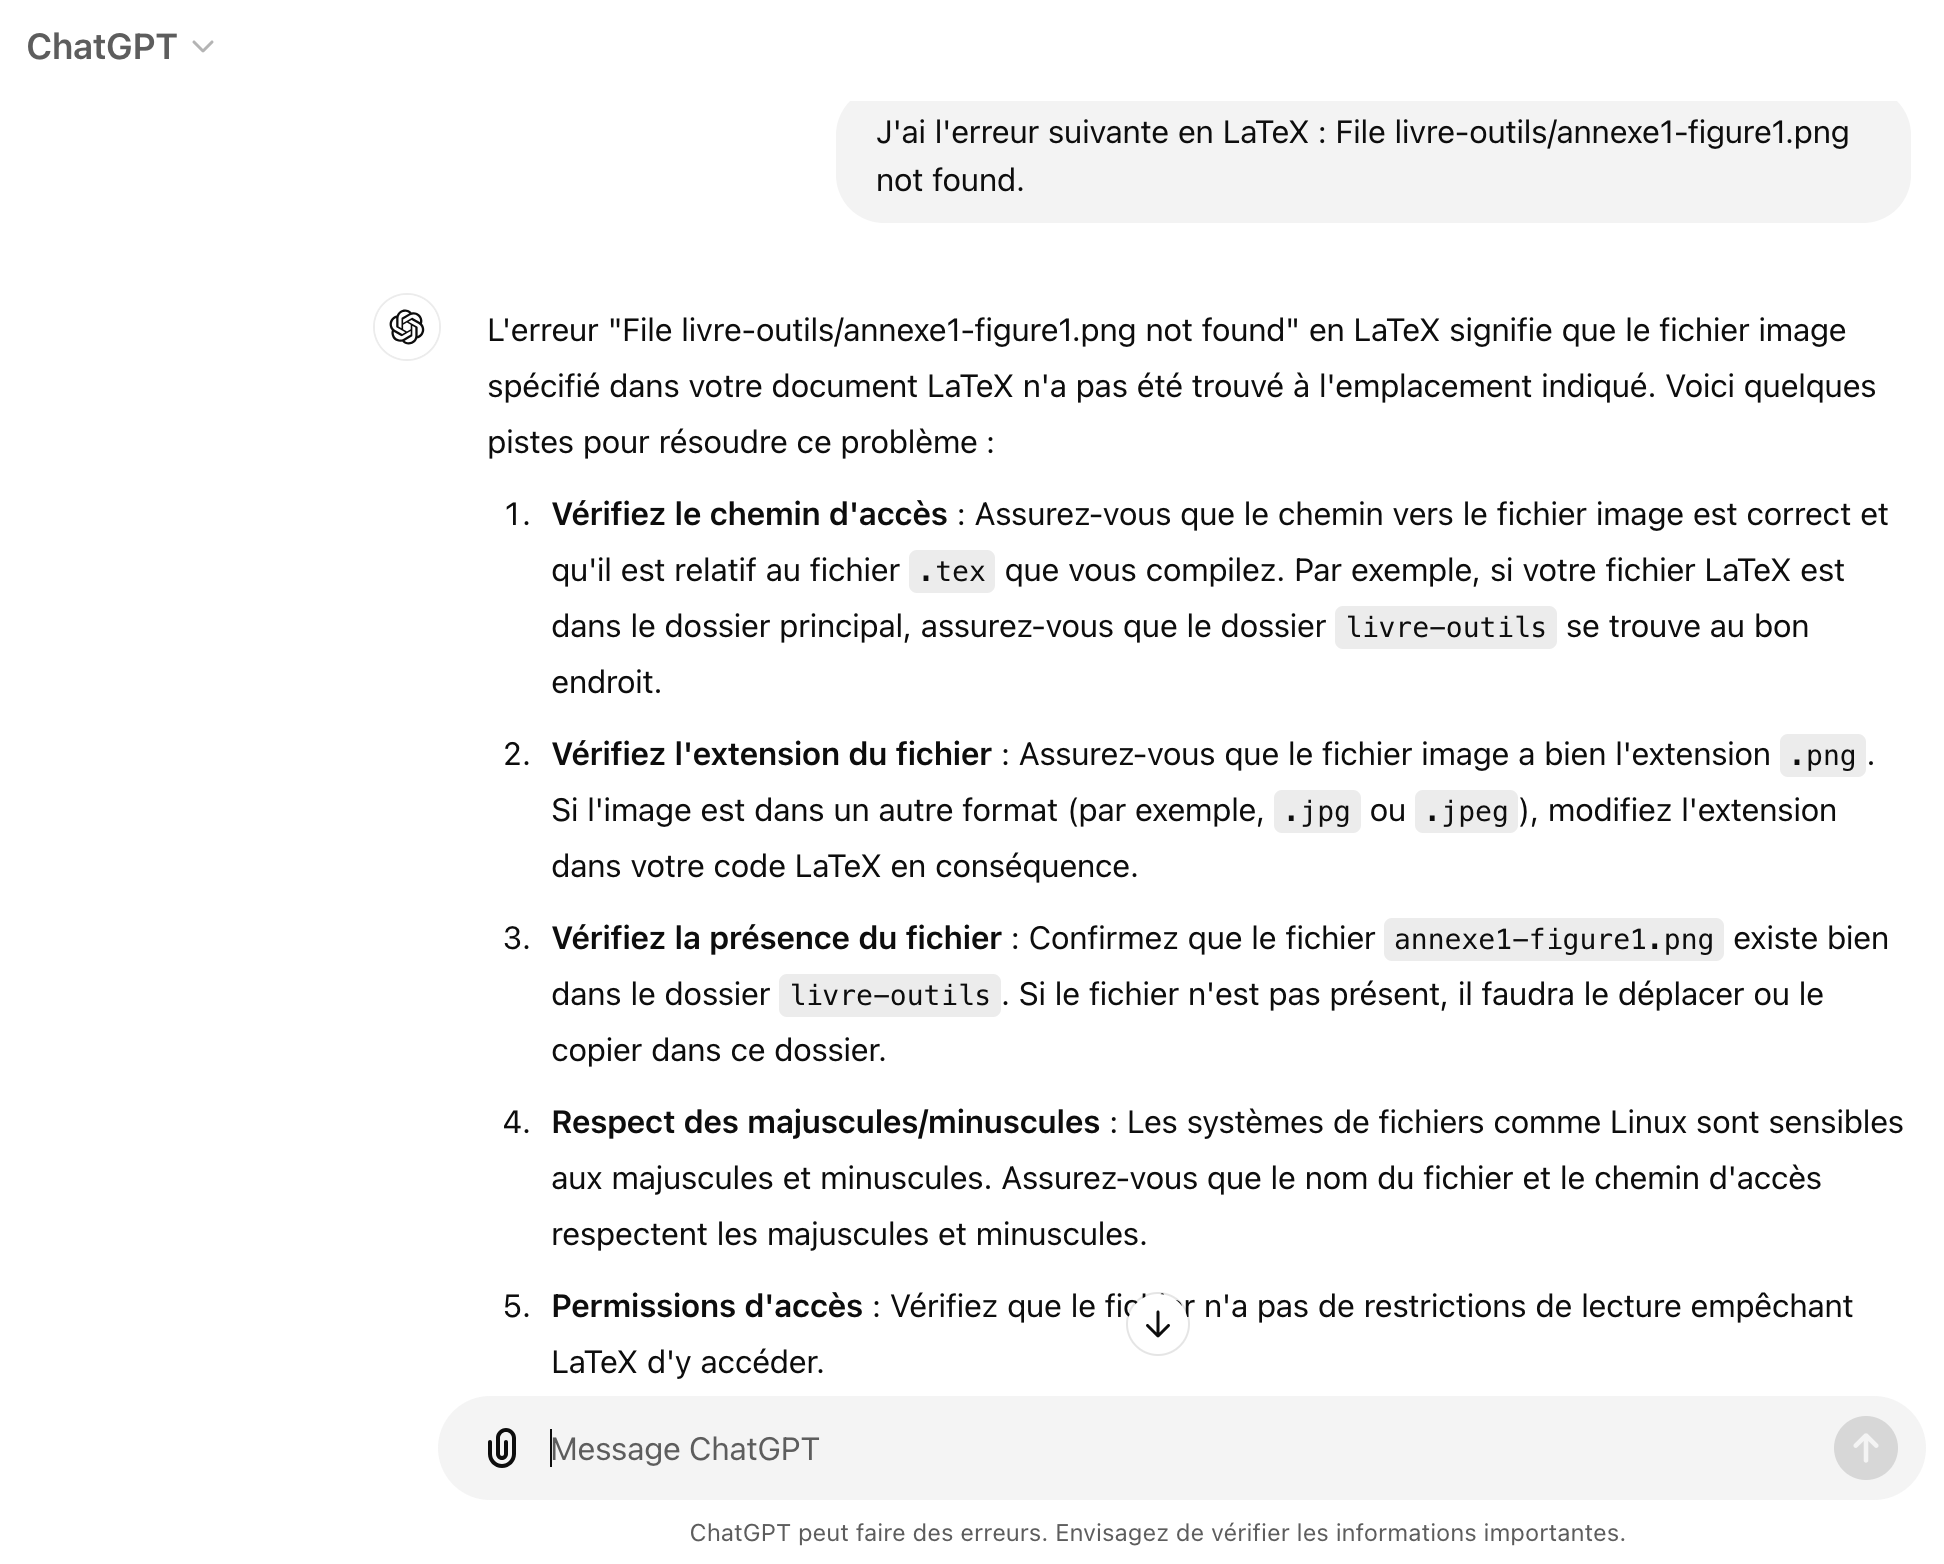 ChatGPT
J'ai l'erreur suivante en LaTeX : File livre-outils/annexe1-figure1.png
not found.
L'erreur "File livre-outils/annexe1-figure1.png not found" en LaTeX signifie que le fichier image
spécifié dans votre document LaTeX n'a pas été trouvé à l'emplacement indiqué. Voici quelques
pistes pour résoudre ce problème :
1. Vérifiez le chemin d'accès : Assurez-vous que le chemin vers le fichier image est correct et
qu'il est relatif au fichier .tex que vous compilez. Par exemple, si votre fichier LaTeX est
dans le dossier principal, assurez-vous que le dossier livre-outils se trouve au bon
endroit.
2. Vérifiez l'extension du fichier : Assurez-vous que le fichier image a bien l'extension .png.
Si l'image est dans un autre format (par exemple, .jpg ou .jpeg), modifiez l'extension
dans votre code LaTeX en conséquence.
3. Vérifiez la présence du fichier : Confirmez que le fichier annexe1-figure1.png existe bien
dans le dossier livre-outils. Si le fichier n'est pas présent, il faudra le déplacer ou le
copier dans ce dossier.
4. Respect des majuscules/minuscules : Les systèmes de fichiers comme Linux sont sensibles
aux majuscules et minuscules. Assurez-vous que le nom du fichier et le chemin d'accès
respectent les majuscules et minuscules.
5. Permissions d'accès : Vérifiez que le fichier n'a pas de restrictions de lecture empêchant
LaTeX d'y accéder.
Message ChatGPT
ChatGPT peut faire des erreurs. Envisagez de vérifier les informations importantes.